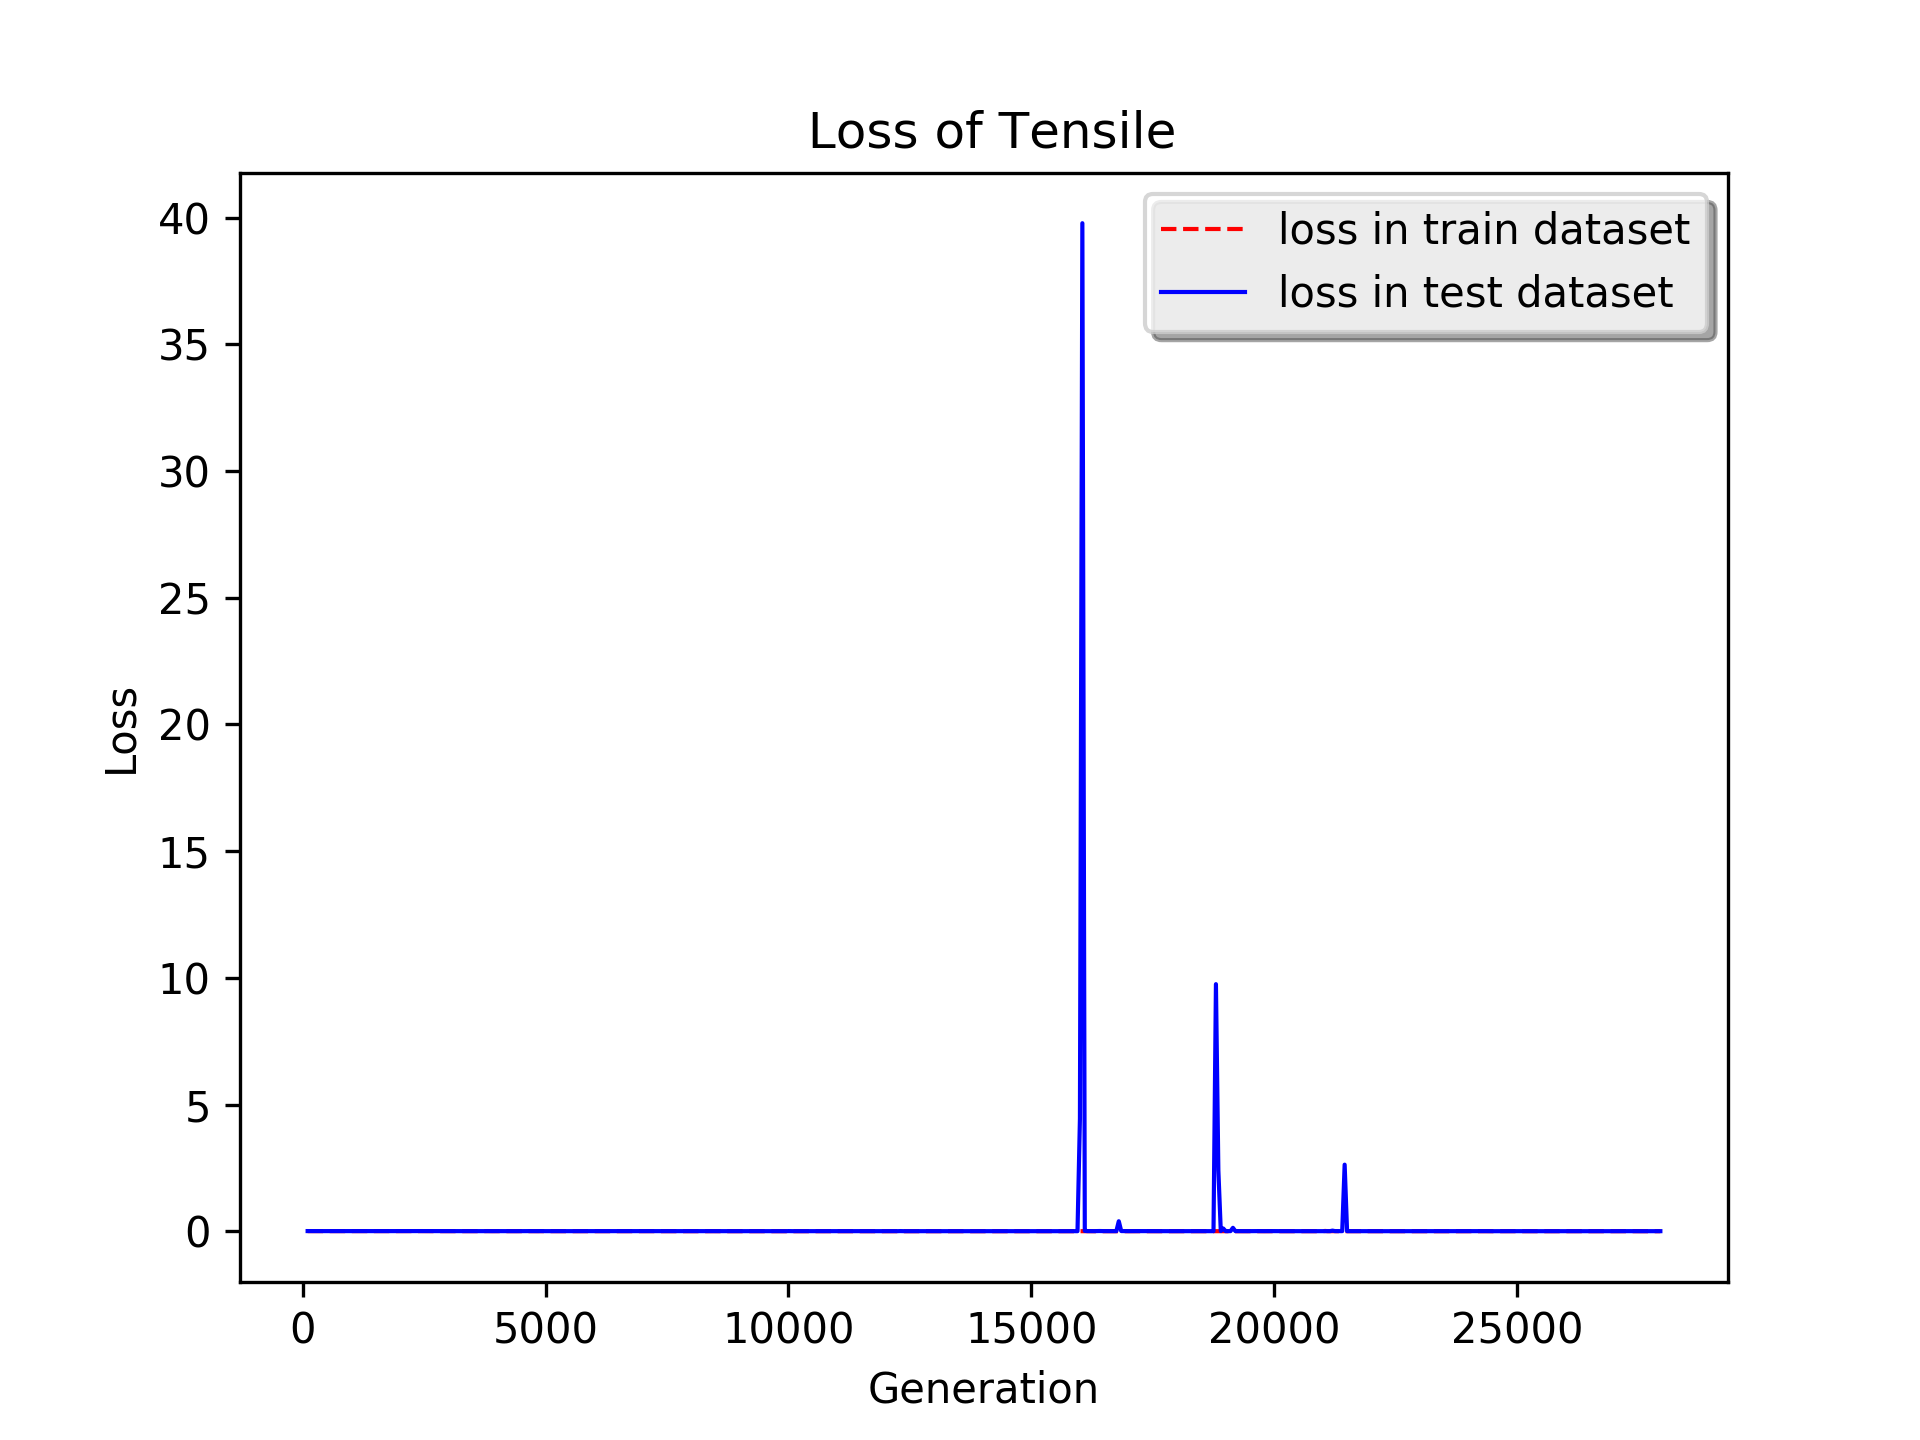 Loss of Tensile
loss in train dataset
loss in test dataset
40
35
30
25
20
15
10
5
0
Loss
0 5000 10000 15000 20000 25000
Generation